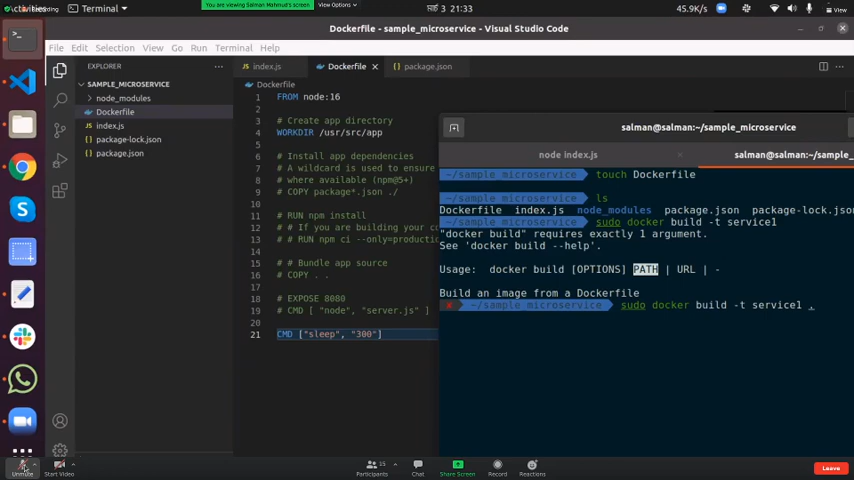 Activities
Recording
Terminal
You are viewing Salman Mahmud's screen
View Options
21:33
45.9K/s
View
Dockerfile - sample_microservice - Visual Studio Code
File Edit Selection View Go Run Terminal Help
EXPLORER
index.js
Dockerfile
package.json
SAMPLE_MICROSERVICE
node_modules
Dockerfile
index.js
package-lock.json
package.json
Dockerfile
1 FROM node:16
2
3 # Create app directory
4 WORKDIR /usr/src/app
5
6 # Install app dependencies
7 # A wildcard is used to ensure
8 # where available (npm@5+)
9 # COPY package*.json ./
10
11 # RUN npm install
12 # # If you are building your co
13 # # RUN npm ci --only=productio
14
15 # ## Bundle app source
16 # COPY . .
17
18 # EXPOSE 8080
19 # CMD [ "node", "server.js" ]
20
21 CMD ["sleep", "300"]
salman@salman:~/sample_microservice
node index.js
salman@salman:~/sample_
~/sample_microservice touch Dockerfile
~/sample_microservice ls
Dockerfile index.js node_modules package.json package-lock.json
~/sample_microservice sudo docker build -t service1
"docker build" requires exactly 1 argument.
See 'docker build --help'.
Usage: docker build [OPTIONS] PATH | URL | -
Build an image from a Dockerfile
~/sample_microservice sudo docker build -t service1 .
Unmute
Start Video
Participants
15
Chat
Share Screen
Record
Reactions
Leave